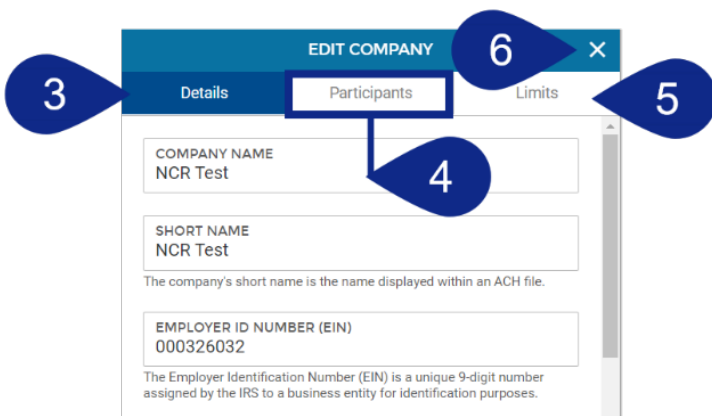 EDIT COMPANY
6
×
3
Details
Participants
Limits
5
COMPANY NAME
NCR Test
4
SHORT NAME
NCR Test
The company's short name is the name displayed within an ACH file.
EMPLOYER ID NUMBER (EIN)
000326032
The Employer Identification Number (EIN) is a unique 9-digit number
assigned by the IRS to a business entity for identification purposes.